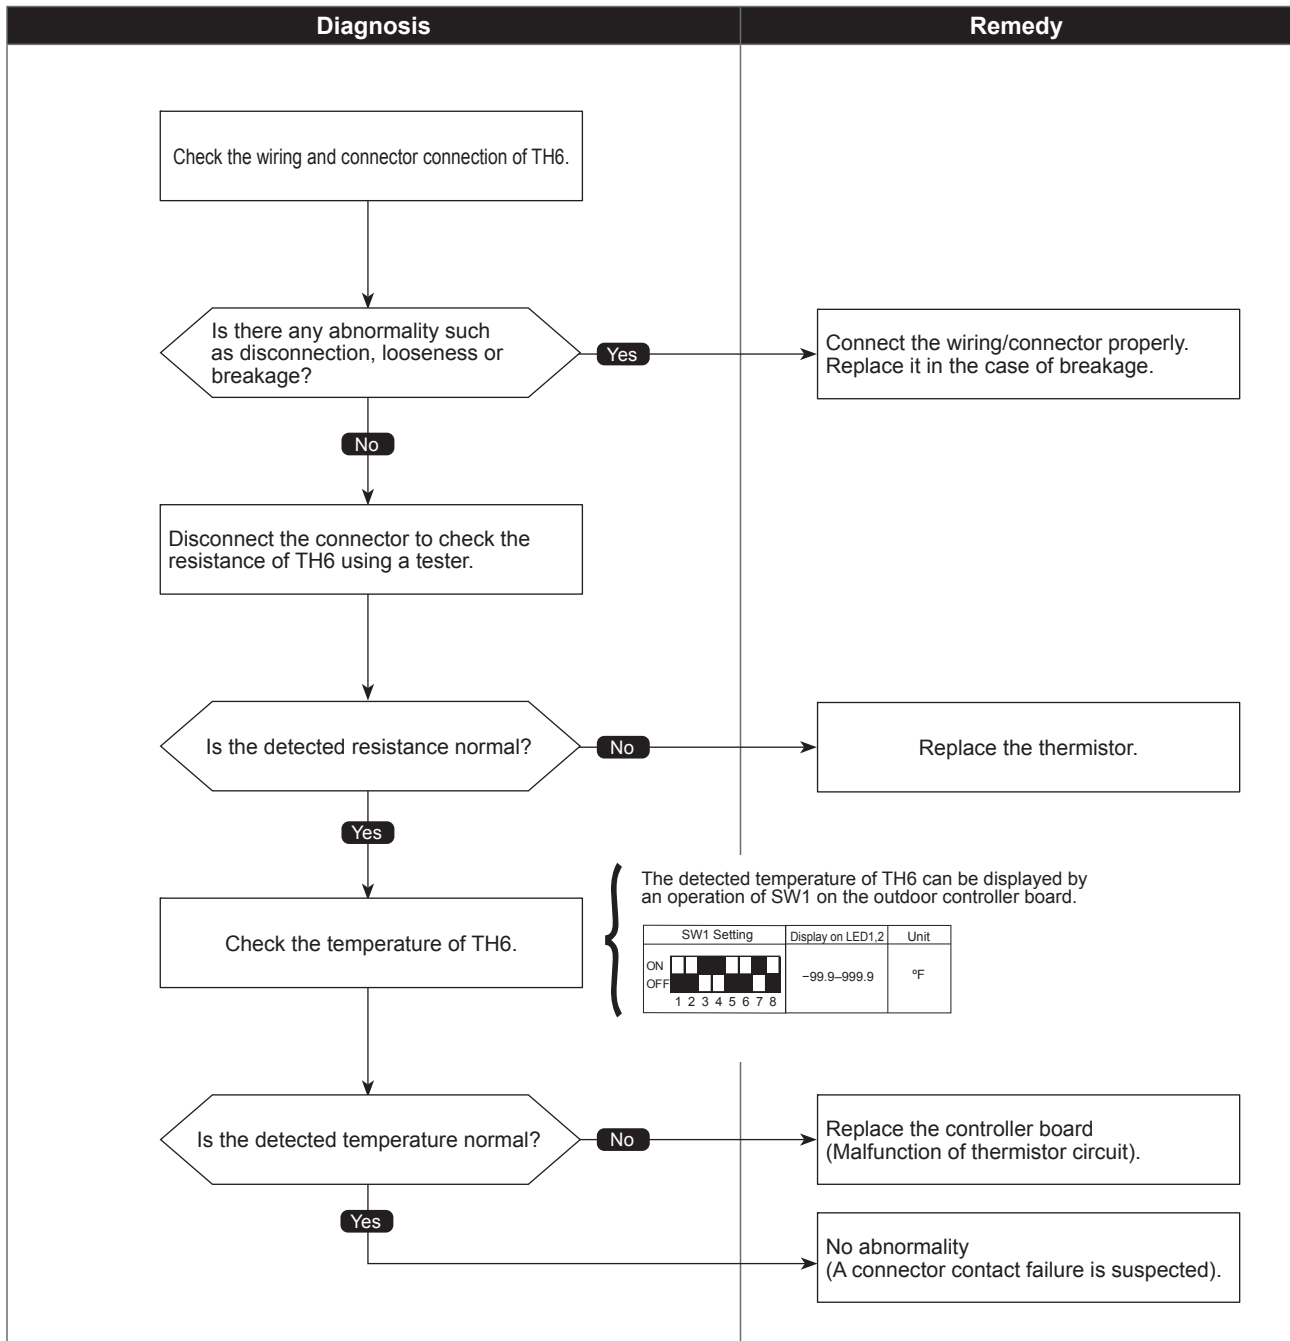 Diagnosis
Remedy
Check the wiring and connector connection of TH6.
Is there any abnormality such
as disconnection, looseness or
breakage?
Yes
Connect the wiring/connector properly.
Replace it in the case of breakage.
No
Disconnect the connector to check the
resistance of TH6 using a tester.
Is the detected resistance normal?
No
Replace the thermistor.
Yes
Check the temperature of TH6.
The detected temperature of TH6 can be displayed by
an operation of SW1 on the outdoor controller board.
SW1 Setting
Display on LED1,2
Unit
ON
OFF
1 2 3 4 5 6 7 8
−99.9–999.9
ºF
Is the detected temperature normal?
No
Replace the controller board
(Malfunction of thermistor circuit).
Yes
No abnormality
(A connector contact failure is suspected).